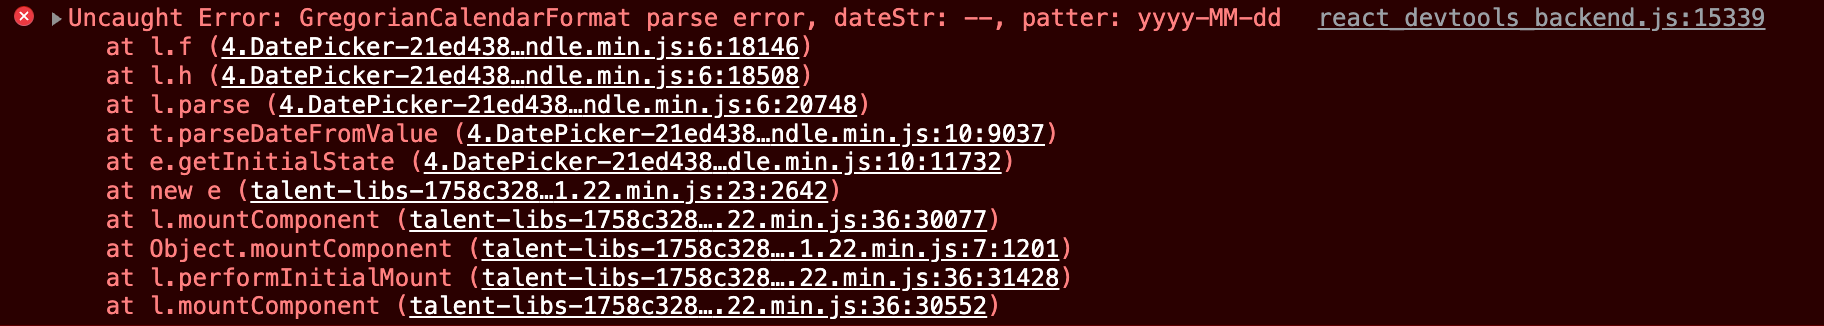 Uncaught Error: GregorianCalendarFormat parse error, dateStr: --, patter: yyyy-MM-dd react_devtools_backend.js:15339
at l.f (4.DatePicker-21ed438…ndle.min.js:6:18146)
at l.h (4.DatePicker-21ed438…ndle.min.js:6:18508)
at l.parse (4.DatePicker-21ed438…ndle.min.js:6:20748)
at t.parseDateFromValue (4.DatePicker-21ed438…ndle.min.js:10:9037)
at e.getInitialState (4.DatePicker-21ed438…dle.min.js:10:11732)
at new e (talent-libs-1758c328…1.22.min.js:23:2642)
at l.mountComponent (talent-libs-1758c328….22.min.js:36:30077)
at Object.mountComponent (talent-libs-1758c328….1.22.min.js:7:1201)
at l.performInitialMount (talent-libs-1758c328….22.min.js:36:31428)
at l.mountComponent (talent-libs-1758c328….22.min.js:36:30552)